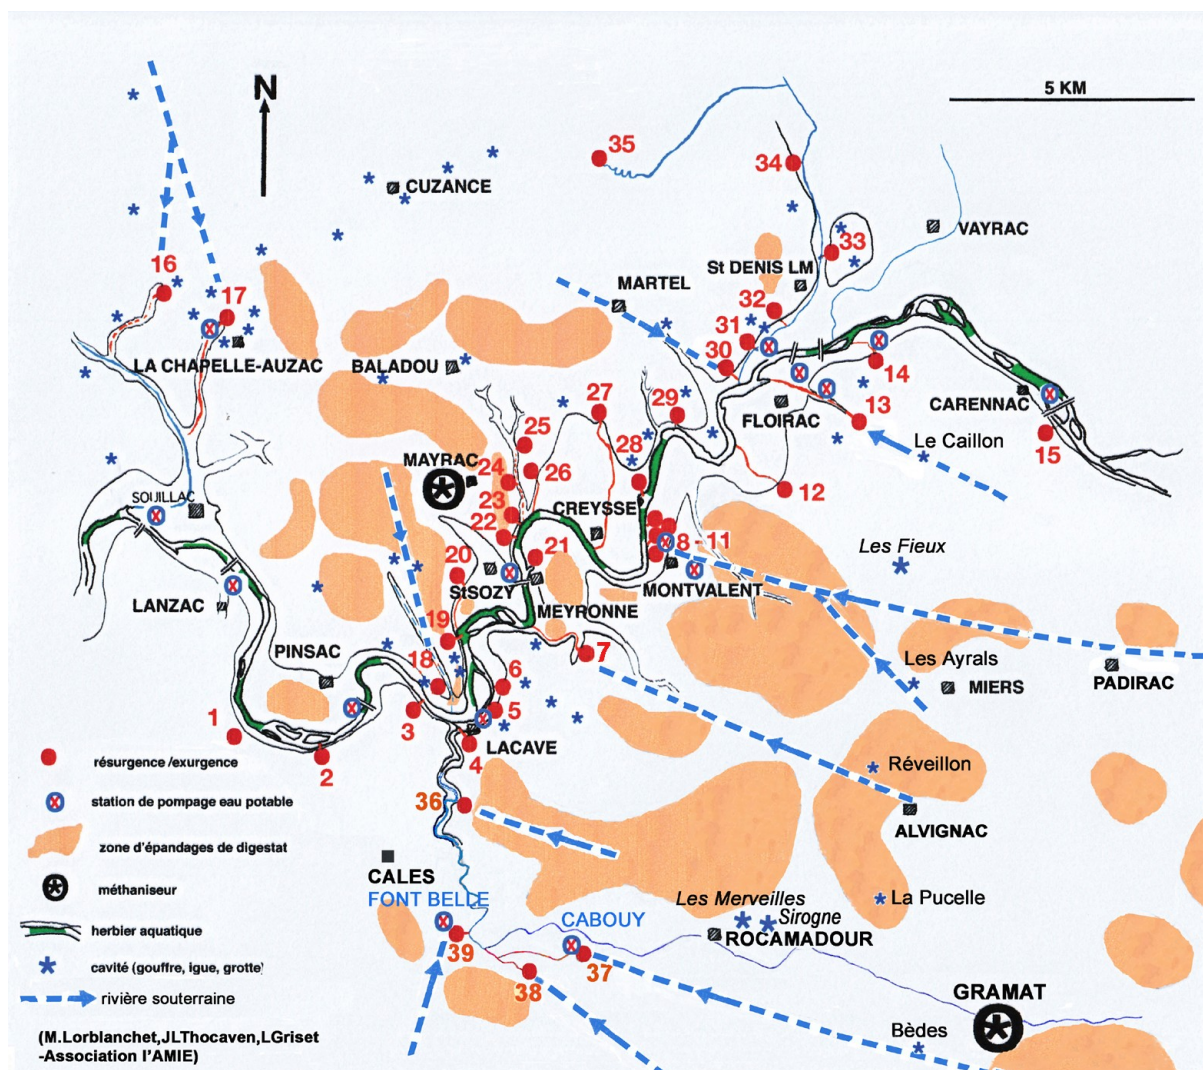 N
5 KM
35
34
CUZANCE
VAYRAC
33
16
St DENIS LM
MARTEL
17
32
31
30
LA CHAPELLE-AUZAC
BALADOU
14
27
29
CARENNAC
FLOIRAC
13
25
28
Le Caillon
15
MAYRAC
24
26
12
SOUILLAC
23
CREYSSE
22
8 - 11
Les Fieux
20
21
StSOZY
MONTVALENT
LANZAC
MEYRONNE
19
PINSAC
18
7
Les Ayrals
6
MIERS
PADIRAC
1
3
5
LACAVE
2
4
résurgence /exurgence
Réveillon
36
station de pompage eau potable
ALVIGNAC
zone d'épandages de digestat
CALES
méthaniseur
FONT BELLE
Les Merveilles
La Pucelle
CABOUY
Sirogne
herbier aquatique
ROCAMADOUR
39
37
cavité (gouffre, igue, grotte)
38
rivière souterraine
GRAMAT
Bèdes
(M.Lorblanchet,JLThocaven,LGriset
-Association l'AMIE)